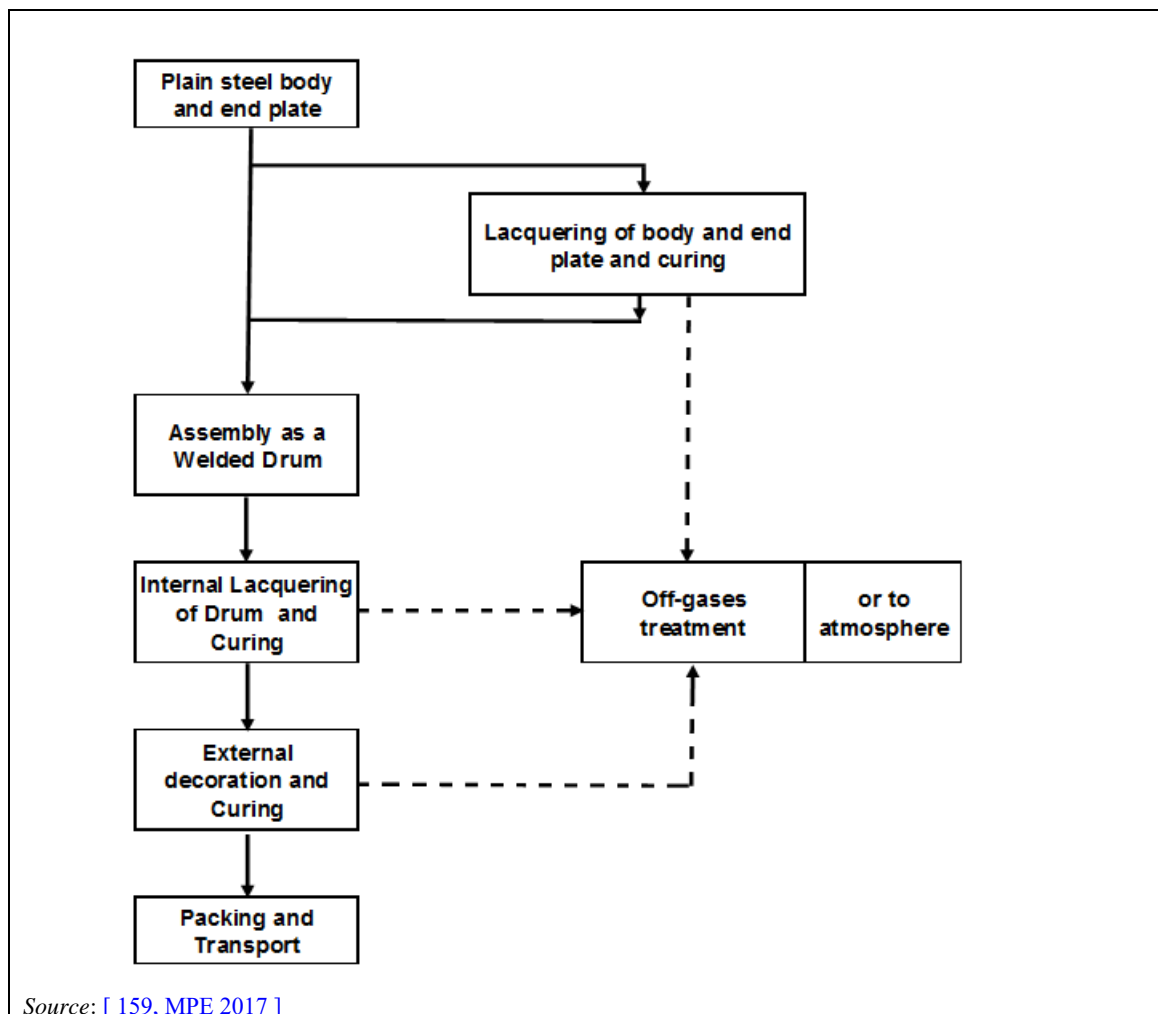 Plain steel body
and end plate
Lacquering of body and end
plate and curing
Assembly as a
Welded Drum
Internal Lacquering
of Drum and
Curing
Off-gases
treatment
or to
atmosphere
External
decoration and
Curing
Packing and
Transport
Source: [ 159, MPE 2017 ]